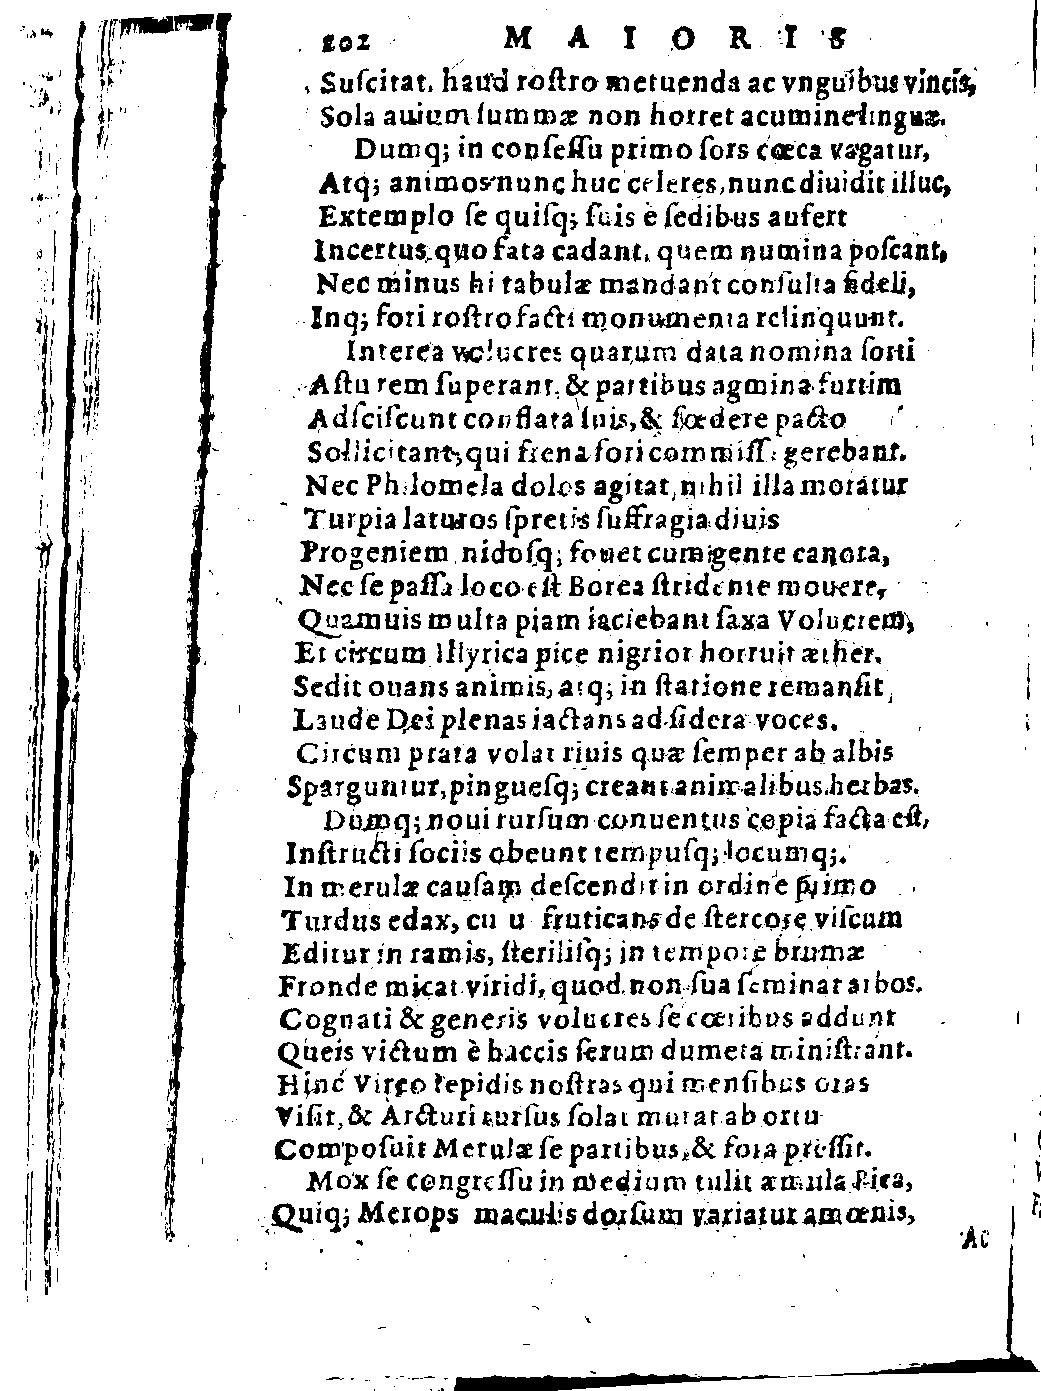 202 MAIORIS
Suſcitat, haud roſtro metuenda ac vnguibus vincis,
Sola auium ſummæ non horret acumine linguæ.
Dumq; in conſeſſu primo ſors cœca vagatur,
Atq; animos nunc huc celeres, nunc diuidit illuc,
Extemplo ſe quiſq; ſuis è ſedibus aufert
Incertus quo fata cadant, quem numina poſcant,
Nec minus hi tabulæ mandant conſulta fideli,
Inq; fori roſtro facti monumenta relinquunt.
Interea volucres quarum data nomina ſorti
Aſtu rem ſuperant, & partibus agmina furtim
Adſciſcunt conflata ſuis, & fœdere pacto
Sollicitant, qui frena fori commiſſa gerebant.
Nec Philomela dolos agitat, nihil illa moratur
Turpia laturos ſpretis ſuffragia diuis
Progeniem nidoſq; fouet cum gente canora,
Nec ſe paſſa loco eſt Borea ſtridente mouere,
Quamuis multa piam iaciebant ſaxa Volucrem,
Et circum Illyrica pice nigrior horruit æther.
Sedit ouans animis, atq; in ſtatione remanſit,
Laude Dei plenas iactans ad ſidera voces.
Circum prata volat riuis quæ ſemper ab albis
Sparguntur, pingueſq; creant animalibus herbas.
Dumq; noui rurſum conuentus copia facta eſt,
Inſtructi ſociis obeunt tempuſq; locumq;.
In merulæ cauſam deſcendit in ordine primo
Turdus edax, cu u fruticans de ſtercore viſcum
Editur in ramis, ſteriliſq; in tempore brumæ
Fronde micat viridi, quod non ſua ſeminat arbos.
Cognati & generis volucres ſe cœtibus addunt
Queis victum è baccis ſerum dumeta miniſtrant.
Hinc Virgo tepidis noſtras qui menſibus oras
Viſit, & Arcturi rurſus ſolat mutat ab ortu
Compoſuit Merulæ ſe partibus, & fora preſſit.
Mox ſe congreſſu in medium tulit æmula Pica,
Quiq; Merops maculis dorſum variatur amœnis,
Ac